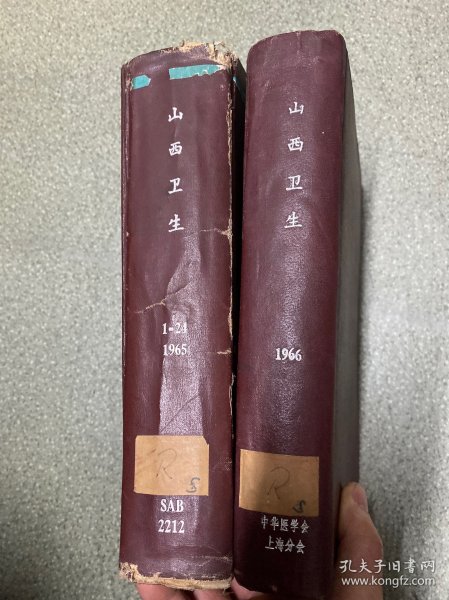 山西卫生
1-24
1965
R
S
SAB
2212
山西卫生
1966
R
S
中华医学会
上海分会
孔夫子旧书网
www.kongfz.com